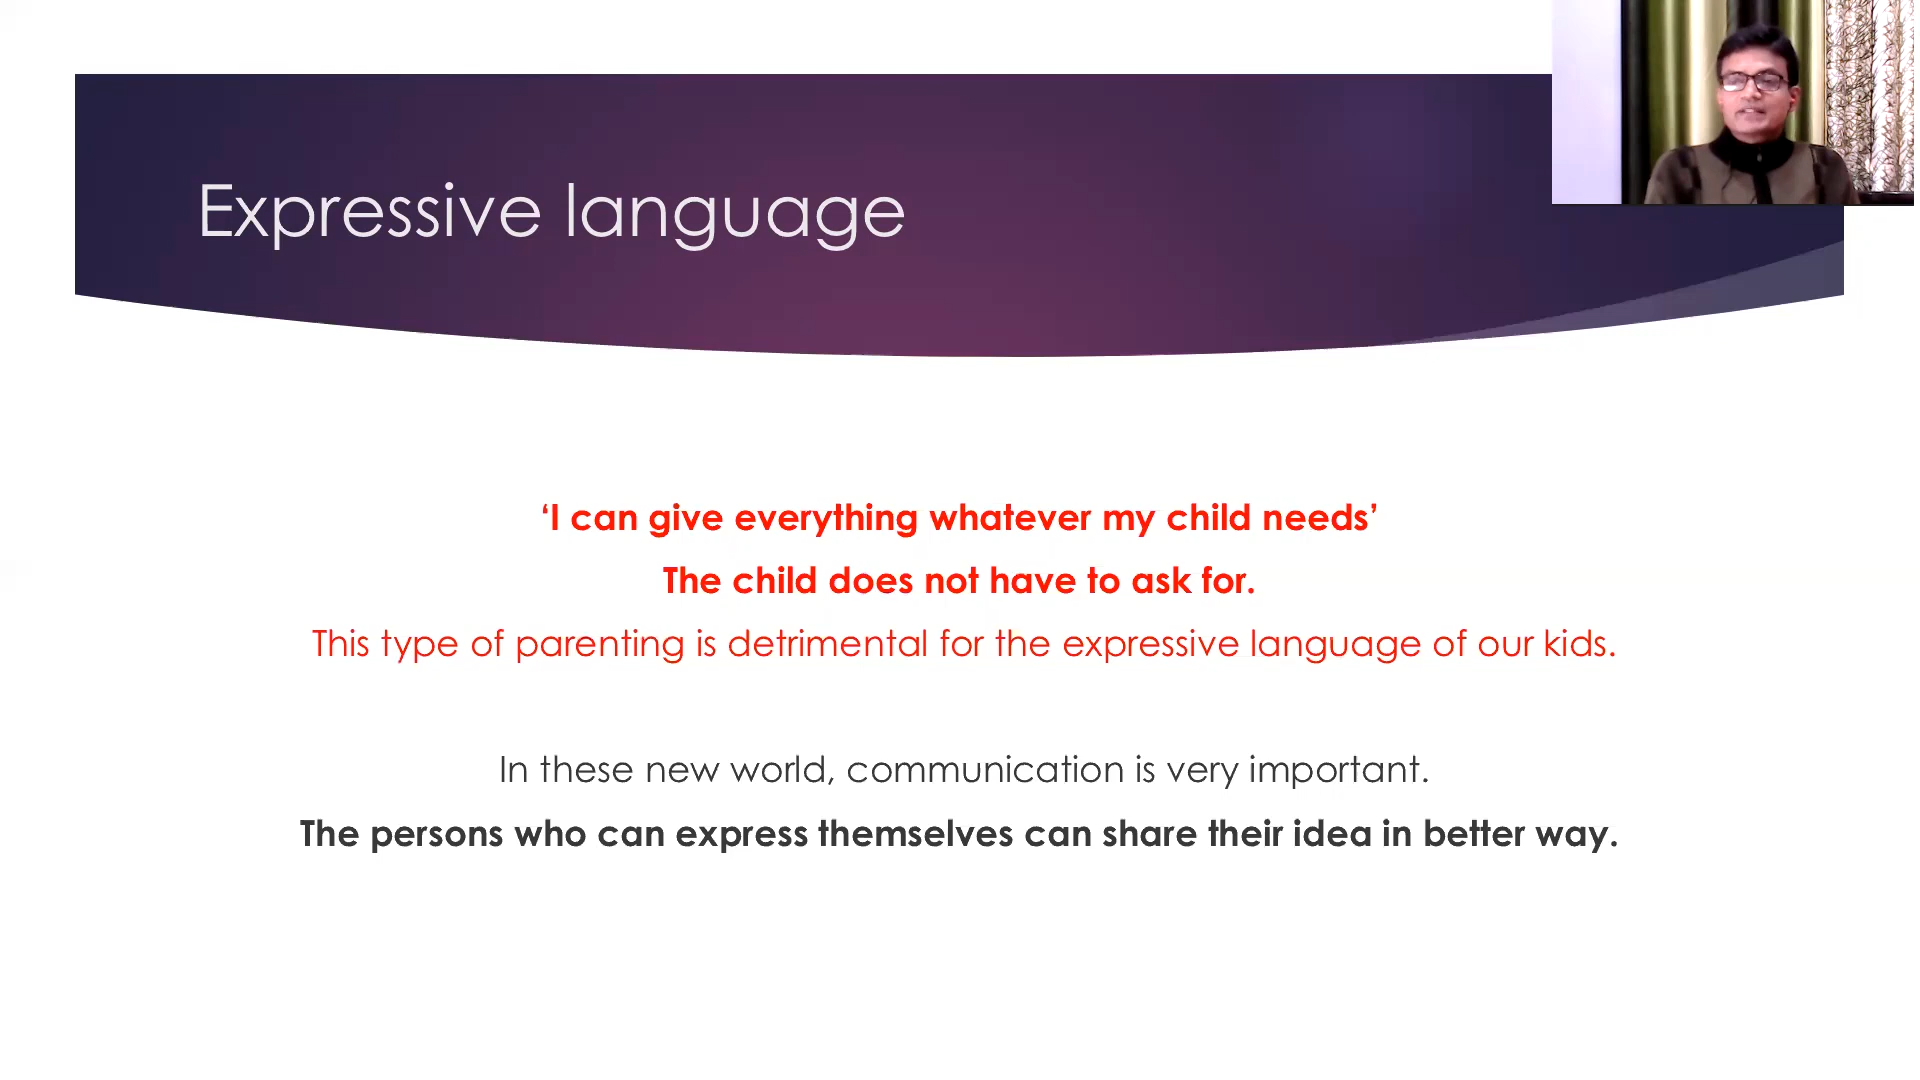 Expressive language
‘I can give everything whatever my child needs’
The child does not have to ask for.
This type of parenting is detrimental for the expressive language of our kids.
In these new world, communication is very important.
The persons who can express themselves can share their idea in better way.